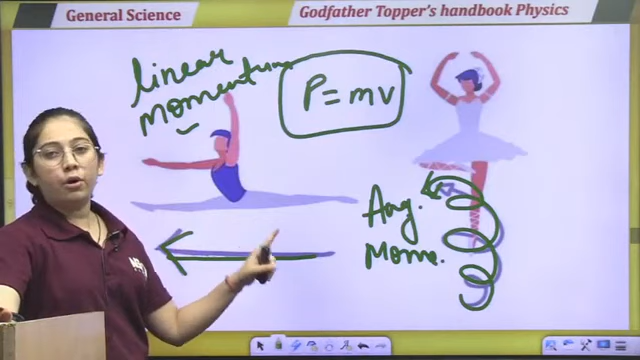 General Science
Godfather Topper's handbook Physics
linear
momentum
P = mv
Ang.
Mome.